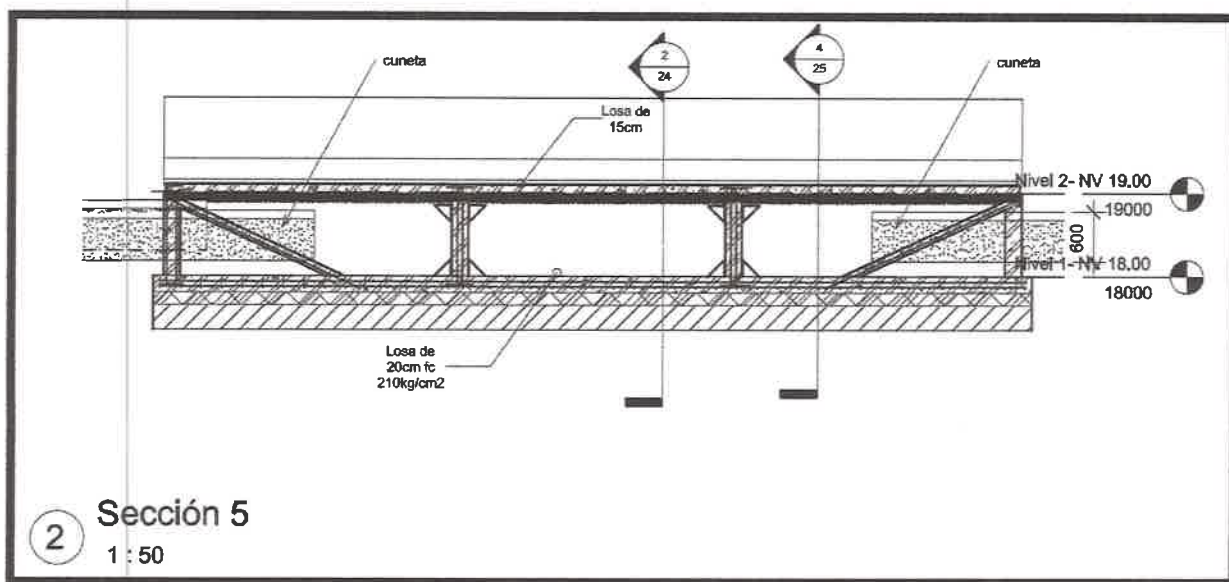 2
24
4
25
cuneta
cuneta
Losa de
15cm
Nivel 2- NV 19.00
19000
600
Nivel 1- NV 18.00
18000
Losa de
20cm fc
210kg/cm2
2
Sección 5
1 : 50